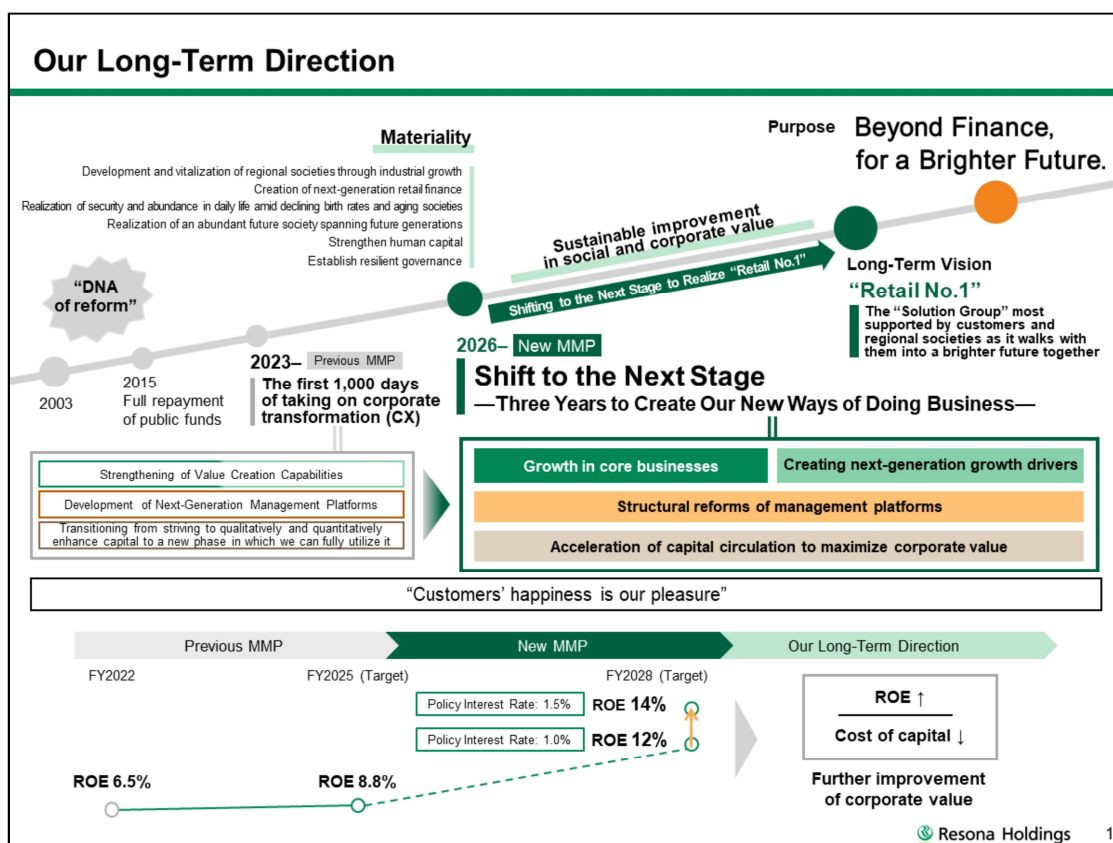 Our Long-Term Direction
Purpose
Beyond Finance,
for a Brighter Future.
Materiality
Development and vitalization of regional societies through industrial growth
Creation of next-generation retail finance
Realization of security and abundance in daily life amid declining birth rates and aging societies
Realization of an abundant future society spanning future generations
Strengthen human capital
Establish resilient governance
Sustainable improvement
in social and corporate value
Shifting to the Next Stage to Realize “Retail No.1”
Long-Term Vision
“Retail No.1”
The “Solution Group” most
supported by customers and
regional societies as it walks with
them into a brighter future together
“DNA
of reform”
2003
2015
Full repayment
of public funds
2023– Previous MMP
The first 1,000 days
of taking on corporate
transformation (CX)
2026– New MMP
Shift to the Next Stage
—Three Years to Create Our New Ways of Doing Business—
Strengthening of Value Creation Capabilities
Development of Next-Generation Management Platforms
Transitioning from striving to qualitatively and quantitatively
enhance capital to a new phase in which we can fully utilize it
Growth in core businesses
Creating next-generation growth drivers
Structural reforms of management platforms
Acceleration of capital circulation to maximize corporate value
“Customers’ happiness is our pleasure”
Previous MMP
New MMP
Our Long-Term Direction
FY2022
FY2025 (Target)
FY2028 (Target)
Policy Interest Rate: 1.5%
ROE 14%
Policy Interest Rate: 1.0%
ROE 12%
ROE 6.5%
ROE 8.8%
ROE ↑
Cost of capital ↓
Further improvement
of corporate value
Resona Holdings
1